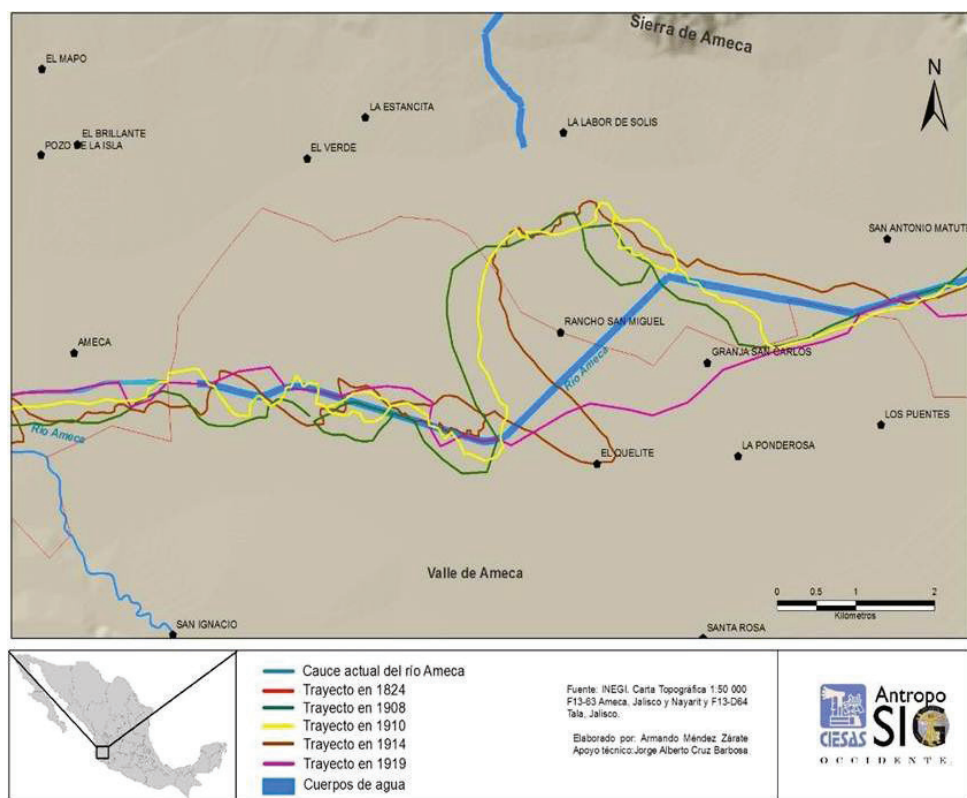 Sierra de Ameca
N
EL MAPO
LA ESTANCITA
LA LABOR DE SOLIS
EL BRILLANTE
POZO DE LA ISLA
EL VERDE
SAN ANTONIO MATUTE
RANCHO SAN MIGUEL
AMECA
Río Ameca
GRANJA SAN CARLOS
LOS PUENTES
Río Ameca
LA PONDEROSA
EL QUELITE
Valle de Ameca
0 0.5 1 2
Kilometros
SAN IGNACIO
SANTA ROSA
Cauce actual del río Ameca
Trayecto en 1824
Trayecto en 1908
Trayecto en 1910
Trayecto en 1914
Trayecto en 1919
Cuerpos de agua
Fuente: INEGI. Carta Topográfica 1:50 000
F13-63 Ameca, Jalisco y Nayarit y F13-D64
Tala, Jalisco.
Elaborado por: Armando Méndez Zárate
Apoyo técnico:Jorge Alberto Cruz Barbosa
CIESAS
Antropo
SIG
OCCIDENTE